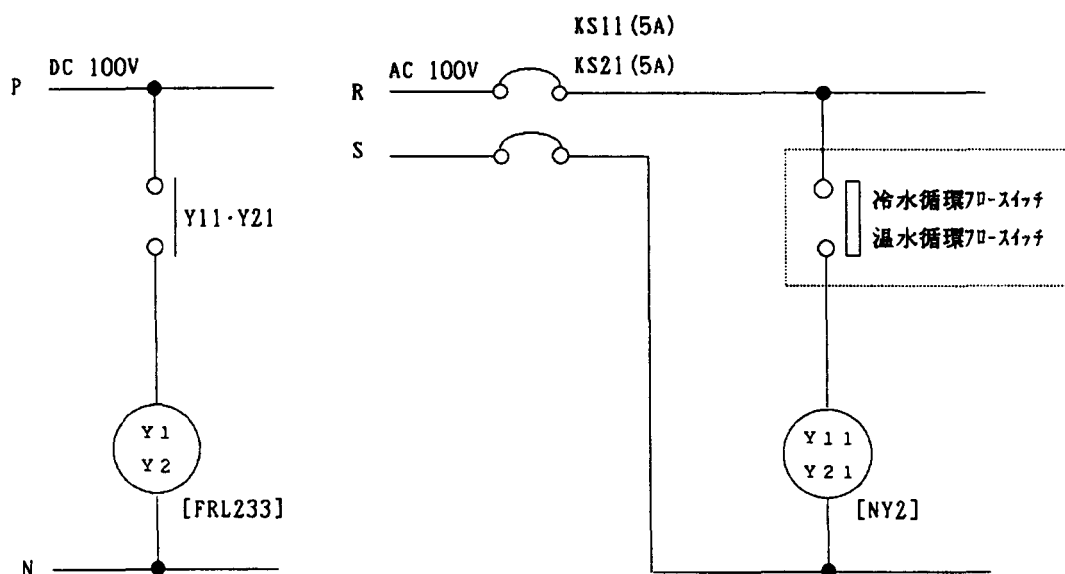 KS11(5A)
DC 100V
AC 100V
KS21(5A)
P
R
S
Y11・Y21
冷水循環フロースイッチ
温水循環フロースイッチ
Y1
Y2
[FRL233]
Y11
Y21
[NY2]
N